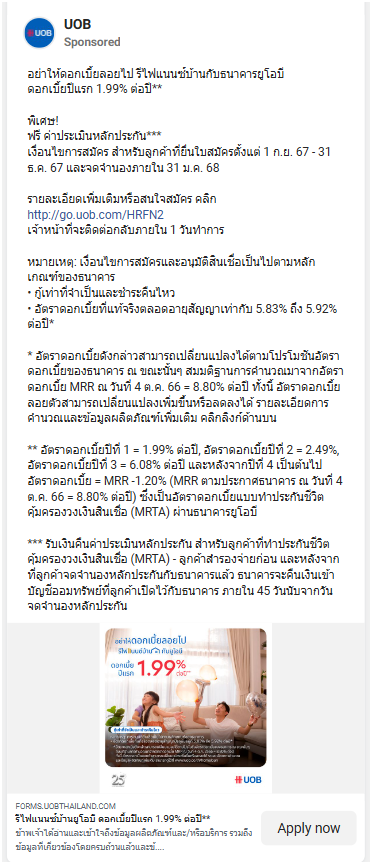 UOB
Sponsored
อย่าให้ดอกเบี้ยลอยไป รีไฟแนนซ์บ้านกับธนาคารยูโอบี
ดอกเบี้ยปีแรก 1.99% ต่อปี**
พิเศษ!
ฟรี ค่าประเมินหลักประกัน***
เงื่อนไขการสมัคร สำหรับลูกค้าที่ยื่นใบสมัครตั้งแต่ 1 ก.ย. 67 - 31
ธ.ค. 67 และจดจำนองภายใน 31 ม.ค. 68
รายละเอียดเพิ่มเติมหรือสนใจสมัคร คลิก
http://go.uob.com/HRFN2
เจ้าหน้าที่จะติดต่อกลับภายใน 1 วันทำการ
หมายเหตุ: เงื่อนไขการสมัครและอนุมัติสินเชื่อเป็นไปตามหลัก
เกณฑ์ของธนาคาร
• กู้เท่าที่จำเป็นและชำระคืนไหว
• อัตราดอกเบี้ยที่แท้จริงตลอดอายุสัญญาเท่ากับ 5.83% ถึง 5.92%
ต่อปี*
* อัตราดอกเบี้ยดังกล่าวสามารถเปลี่ยนแปลงได้ตามโปรโมชันอัตรา
ดอกเบี้ยของธนาคาร ณ ขณะนั้นๆ สมมติฐานการคำนวณมาจากอัตรา
ดอกเบี้ย MRR ณ วันที่ 4 ต.ค. 66 = 8.80% ต่อปี ทั้งนี้ อัตราดอกเบี้ย
ลอยตัวสามารถเปลี่ยนแปลงเพิ่มขึ้นหรือลดลงได้ รายละเอียดการ
คำนวณและข้อมูลผลิตภัณฑ์เพิ่มเติม คลิกลิงก์ด้านบน
** อัตราดอกเบี้ยปีที่ 1 = 1.99% ต่อปี, อัตราดอกเบี้ยปีที่ 2 = 2.49%,
อัตราดอกเบี้ยปีที่ 3 = 6.08% ต่อปี และหลังจากปีที่ 4 เป็นต้นไป
อัตราดอกเบี้ย = MRR -1.20% (MRR ตามประกาศธนาคาร ณ วันที่ 4
ต.ค. 66 = 8.80% ต่อปี) ซึ่งเป็นอัตราดอกเบี้ยแบบทำประกันชีวิต
คุ้มครองวงเงินสินเชื่อ (MRTA) ผ่านธนาคารยูโอบี
*** รับเงินคืนค่าประเมินหลักประกัน สำหรับลูกค้าที่ทำประกันชีวิต
คุ้มครองวงเงินสินเชื่อ (MRTA) - ลูกค้าสำรองจ่ายก่อน และหลังจาก
ที่ลูกค้าจดจำนองหลักประกันกับธนาคารแล้ว ธนาคารจะคืนเงินเข้า
บัญชีออมทรัพย์ที่ลูกค้าเปิดไว้กับธนาคาร ภายใน 45 วันนับจากวัน
จดจำนองหลักประกัน
อย่าให้ดอกเบี้ยลอยไป
รีไฟแนนซ์บ้าน กับยูโอบี
ดอกเบี้ย
ปีแรก 1.99% ต่อปี**
25
UOB
FORMS.UOBTHAILAND.COM
รีไฟแนนซ์บ้านยูโอบี ดอกเบี้ยปีแรก 1.99% ต่อปี**
ข้าพเจ้าได้อ่านและเข้าใจถึงข้อมูลผลิตภัณฑ์และ/หรือบริการ รวมถึง
ข้อมูลที่เกี่ยวข้องโดยครบถ้วนแล้วและข้...
Apply now